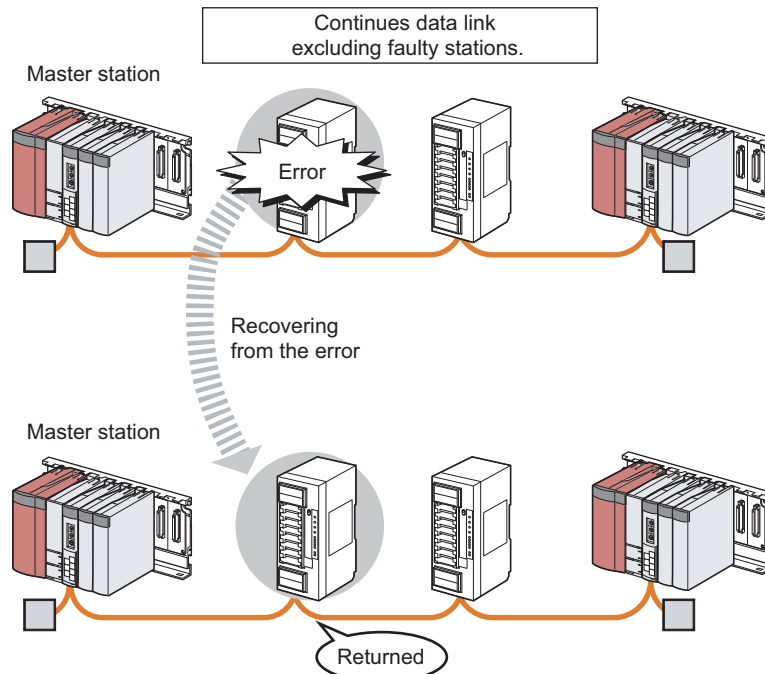 Continues data link
excluding faulty stations.
Master station
Error
Recovering
from the error
Master station
Returned